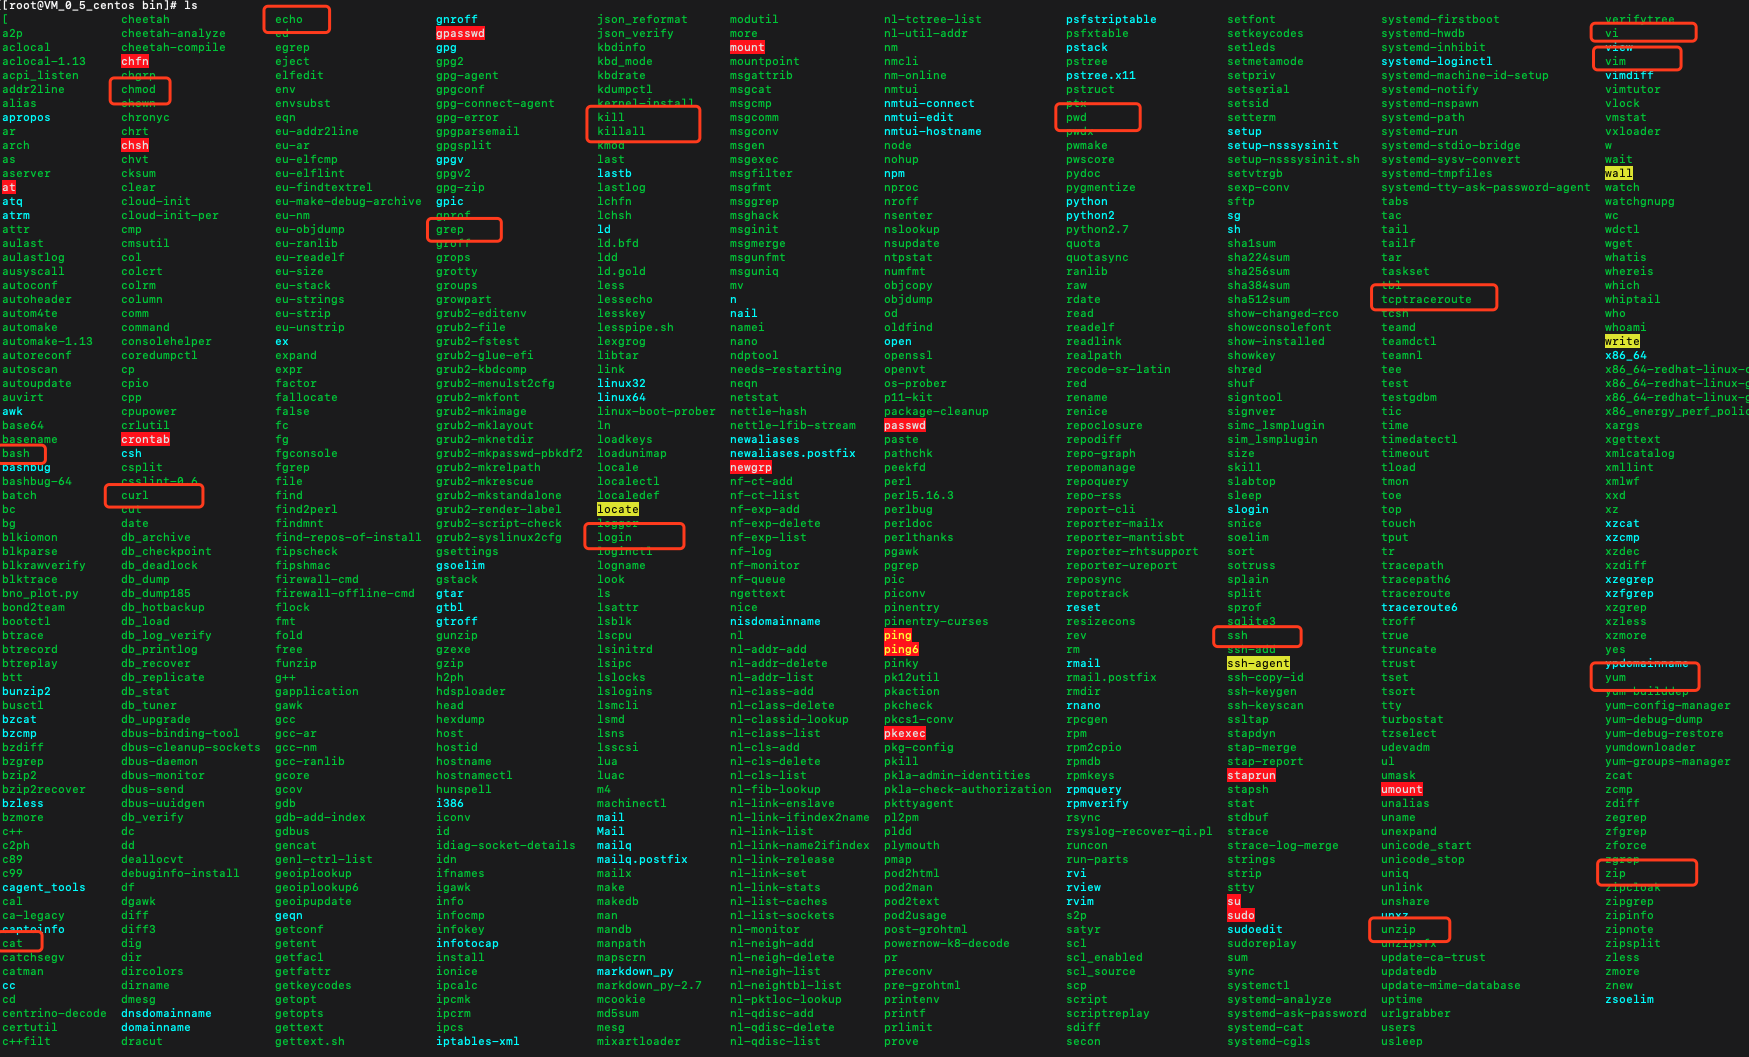 [[root@VM_0_5_centos bin]# ls
[
a2p
aclocal
aclocal-1.13
acpi_listen
addr2line
alias
apropos
ar
arch
as
aserver
at
atq
atrm
attr
aulast
aulastlog
ausyscall
autoconf
autoheader
autom4te
automake
automake-1.13
autoreconf
autoscan
autoupdate
auvirt
awk
base64
basename
bash
bashbug
bashbug-64
batch
bc
bg
blkiomon
blkparse
blkrawverify
blktrace
bno_plot.py
bond2team
bootctl
btrace
btrecord
btreplay
btt
bunzip2
busctl
bzcat
bzcmp
bzdiff
bzgrep
bzip2
bzip2recover
bzless
bzmore
c++
c2ph
c89
c99
cagent_tools
cal
ca-legacy
captoinfo
cat
catchsegv
catman
cc
cd
centrino-decode
certutil
c++filt
cheetah
cheetah-analyze
cheetah-compile
chfn
chgrp
chmod
chown
chronyc
chrt
chsh
chvt
cksum
clear
cloud-init
cloud-init-per
cmp
cmsutil
col
colcrt
colrm
column
comm
command
consolehelper
coredumpctl
cp
cpio
cpp
cpupower
crlutil
crontab
csh
csplit
csslint-0.6
curl
cut
date
db_archive
db_checkpoint
db_deadlock
db_dump
db_dump185
db_hotbackup
db_load
db_log_verify
db_printlog
db_recover
db_replicate
db_stat
db_tuner
db_upgrade
dbus-binding-tool
dbus-cleanup-sockets
dbus-daemon
dbus-monitor
dbus-send
dbus-uuidgen
db_verify
dc
dd
deallocvt
debuginfo-install
df
dgawk
diff
diff3
dig
dir
dircolors
dirname
dmesg
dnsdomainname
domainname
dracut
echo
ed
egrep
eject
elfedit
env
envsubst
eqn
eu-addr2line
eu-ar
eu-elfcmp
eu-elflint
eu-findtextrel
eu-make-debug-archive
eu-nm
eu-objdump
eu-ranlib
eu-readelf
eu-size
eu-stack
eu-strings
eu-strip
eu-unstrip
ex
expand
expr
factor
fallocate
false
fc
fg
fgconsole
fgrep
file
find
find2perl
findmnt
find-repos-of-install
fipscheck
fipshmac
firewall-cmd
firewall-offline-cmd
flock
fmt
fold
free
funzip
g++
gapplication
gawk
gcc
gcc-ar
gcc-nm
gcc-ranlib
gcore
gcov
gdb
gdb-add-index
gdbus
gencat
genl-ctrl-list
geoiplookup
geoiplookup6
geoipupdate
geqn
getconf
getent
getfacl
getfattr
getkeycodes
getopt
getopts
gettext
gettext.sh
gnroff
gpasswd
gpg
gpg2
gpg-agent
gpgconf
gpg-connect-agent
gpg-error
gpgparsemail
gpgsplit
gpgv
gpgv2
gpg-zip
gpic
gprof
grep
groff
grops
grotty
groups
growpart
grub2-editenv
grub2-file
grub2-fstest
grub2-glue-efi
grub2-kbdcomp
grub2-menulst2cfg
grub2-mkfont
grub2-mkimage
grub2-mklayout
grub2-mknetdir
grub2-mkpasswd-pbkdf2
grub2-mkrelpath
grub2-mkrescue
grub2-mkstandalone
grub2-render-label
grub2-script-check
grub2-syslinux2cfg
gsettings
gsoelim
gstack
gtar
gtbl
gtroff
gunzip
gzexe
gzip
h2ph
hdsploader
head
hexdump
host
hostid
hostname
hostnamectl
hunspell
i386
iconv
id
idiag-socket-details
idn
ifnames
igawk
info
infocmp
infokey
infotocap
install
ionice
ipcalc
ipcmk
ipcrm
ipcs
iptables-xml
json_reformat
json_verify
kbdinfo
kbd_mode
kbdrate
kdumpctl
kernel-install
kill
killall
kmod
last
lastb
lastlog
lchfn
lchsh
ld
ld.bfd
ldd
ld.gold
less
lessecho
lesskey
lesspipe.sh
lexgrog
libtar
link
linux32
linux64
linux-boot-prober
ln
loadkeys
loadunimap
locale
localectl
localedef
locate
logger
login
loginctl
logname
look
ls
lsattr
lsblk
lscpu
lsinitrd
lsipc
lslocks
lslogins
lsmcli
lsmd
lsns
lsscsi
lua
luac
m4
machinectl
mail
Mail
mailq
mailq.postfix
mailx
make
makedb
man
mandb
manpath
mapscrn
markdown_py
markdown_py-2.7
mcookie
md5sum
mesg
mixartloader
modutil
more
mount
mountpoint
msgattrib
msgcat
msgcmp
msgcomm
msgconv
msgen
msgexec
msgfilter
msgfmt
msggrep
msghack
msginit
msgmerge
msgunfmt
msguniq
mv
n
nail
namei
nano
ndptool
needs-restarting
neqn
netstat
nettle-hash
nettle-lfib-stream
newaliases
newaliases.postfix
newgrp
nf-ct-add
nf-ct-list
nf-exp-add
nf-exp-delete
nf-exp-list
nf-log
nf-monitor
nf-queue
ngettext
nice
nisdomainname
nl
nl-addr-add
nl-addr-delete
nl-addr-list
nl-class-add
nl-class-delete
nl-classid-lookup
nl-class-list
nl-cls-add
nl-cls-delete
nl-cls-list
nl-fib-lookup
nl-link-enslave
nl-link-ifindex2name
nl-link-list
nl-link-name2ifindex
nl-link-release
nl-link-set
nl-link-stats
nl-list-caches
nl-list-sockets
nl-monitor
nl-neigh-add
nl-neigh-delete
nl-neigh-list
nl-neightbl-list
nl-pktloc-lookup
nl-qdisc-add
nl-qdisc-delete
nl-qdisc-list
nl-tctree-list
nl-util-addr
nm
nmcli
nm-online
nmtui
nmtui-connect
nmtui-edit
nmtui-hostname
node
nohup
npm
nproc
nroff
nsenter
nslookup
nsupdate
ntpstat
numfmt
objcopy
objdump
od
oldfind
open
openssl
openvt
os-prober
p11-kit
package-cleanup
passwd
paste
pathchk
peekfd
perl
perl5.16.3
perlbug
perldoc
perlthanks
pgawk
pgrep
pic
piconv
pinentry
pinentry-curses
ping
ping6
pinky
pk12util
pkaction
pkcheck
pkcs1-conv
pkexec
pkg-config
pkill
pkla-admin-identities
pkla-check-authorization
pkttyagent
pl2pm
pldd
plymouth
pmap
pod2html
pod2man
pod2text
pod2usage
post-grohtml
powernow-k8-decode
pr
preconv
pre-grohtml
printenv
printf
prlimit
prove
psfstriptable
psfxtable
pstack
pstree
pstree.x11
pstruct
ptx
pwd
pwdx
pwmake
pwscore
pydoc
pygmentize
python
python2
python2.7
quota
quotasync
ranlib
raw
rdate
read
readelf
readlink
realpath
recode-sr-latin
red
rename
renice
repoclosure
repodiff
repo-graph
repomanage
repoquery
repo-rss
report-cli
reporter-mailx
reporter-mantisbt
reporter-rhtsupport
reporter-ureport
reposync
repotrack
reset
resizecons
rev
rm
rmail
rmail.postfix
rmdir
rnano
rpcgen
rpm
rpm2cpio
rpmdb
rpmkeys
rpmquery
rpmverify
rsync
rsyslog-recover-qi.pl
runcon
run-parts
rvi
rview
rvim
s2p
satyr
scl
scl_enabled
scl_source
scp
script
scriptreplay
sdiff
secon
setfont
setkeycodes
setleds
setmetamode
setpriv
setserial
setsid
setterm
setup
setup-nsssysinit
setup-nsssysinit.sh
setvtrgb
sexp-conv
sftp
sg
sh
sha1sum
sha224sum
sha256sum
sha384sum
sha512sum
show-changed-rco
showconsolefont
show-installed
showkey
shred
shuf
signtool
signver
simc_lsmplugin
sim_lsmplugin
size
skill
slabtop
sleep
slogin
snice
soelim
sort
sotruss
splain
split
sprof
sqlite3
ssh
ssh-add
ssh-agent
ssh-copy-id
ssh-keygen
ssh-keyscan
ssltap
stapdyn
stap-merge
stap-report
staprun
stapsh
stat
stdbuf
strace
strace-log-merge
strings
strip
stty
su
sudo
sudoedit
sudoreplay
sum
sync
systemctl
systemd-analyze
systemd-ask-password
systemd-cat
systemd-cgls
systemd-firstboot
systemd-hwdb
systemd-inhibit
systemd-loginctl
systemd-machine-id-setup
systemd-notify
systemd-nspawn
systemd-path
systemd-run
systemd-stdio-bridge
systemd-sysv-convert
systemd-tmpfiles
systemd-tty-ask-password-agent
tabs
tac
tail
tailf
tar
taskset
tbl
tcptraceroute
tcsh
teamd
teamdctl
teamnl
tee
test
testgdbm
tic
time
timedatectl
timeout
tload
tmon
toe
top
touch
tput
tr
tracepath
tracepath6
traceroute
traceroute6
troff
true
truncate
trust
tset
tsort
tty
turbostat
tzselect
udevadm
ul
umask
umount
unalias
uname
unexpand
unicode_start
unicode_stop
uniq
unlink
unshare
unxz
unzip
unzipsfx
update-ca-trust
updatedb
update-mime-database
uptime
urlgrabber
users
usleep
verifytree
vi
view
vim
vimdiff
vimtutor
vlock
vmstat
vxloader
w
wait
wall
watch
watchgnupg
wc
wdctl
wget
whatis
whereis
which
whiptail
who
whoami
write
x86_64
x86_64-redhat-linux-c
x86_64-redhat-linux-g
x86_64-redhat-linux-g
x86_energy_perf_polic
xargs
xgettext
xmlcatalog
xmllint
xmlwf
xxd
xz
xzcat
xzcmp
xzdec
xzdiff
xzegrep
xzfgrep
xzgrep
xzless
xzmore
yes
ypdomainname
yum
yum-builddep
yum-config-manager
yum-debug-dump
yum-debug-restore
yumdownloader
yum-groups-manager
zcat
zcmp
zdiff
zegrep
zfgrep
zforce
zgrep
zip
zipcloak
zipgrep
zipinfo
zipnote
zipsplit
zless
zmore
znew
zsoelim